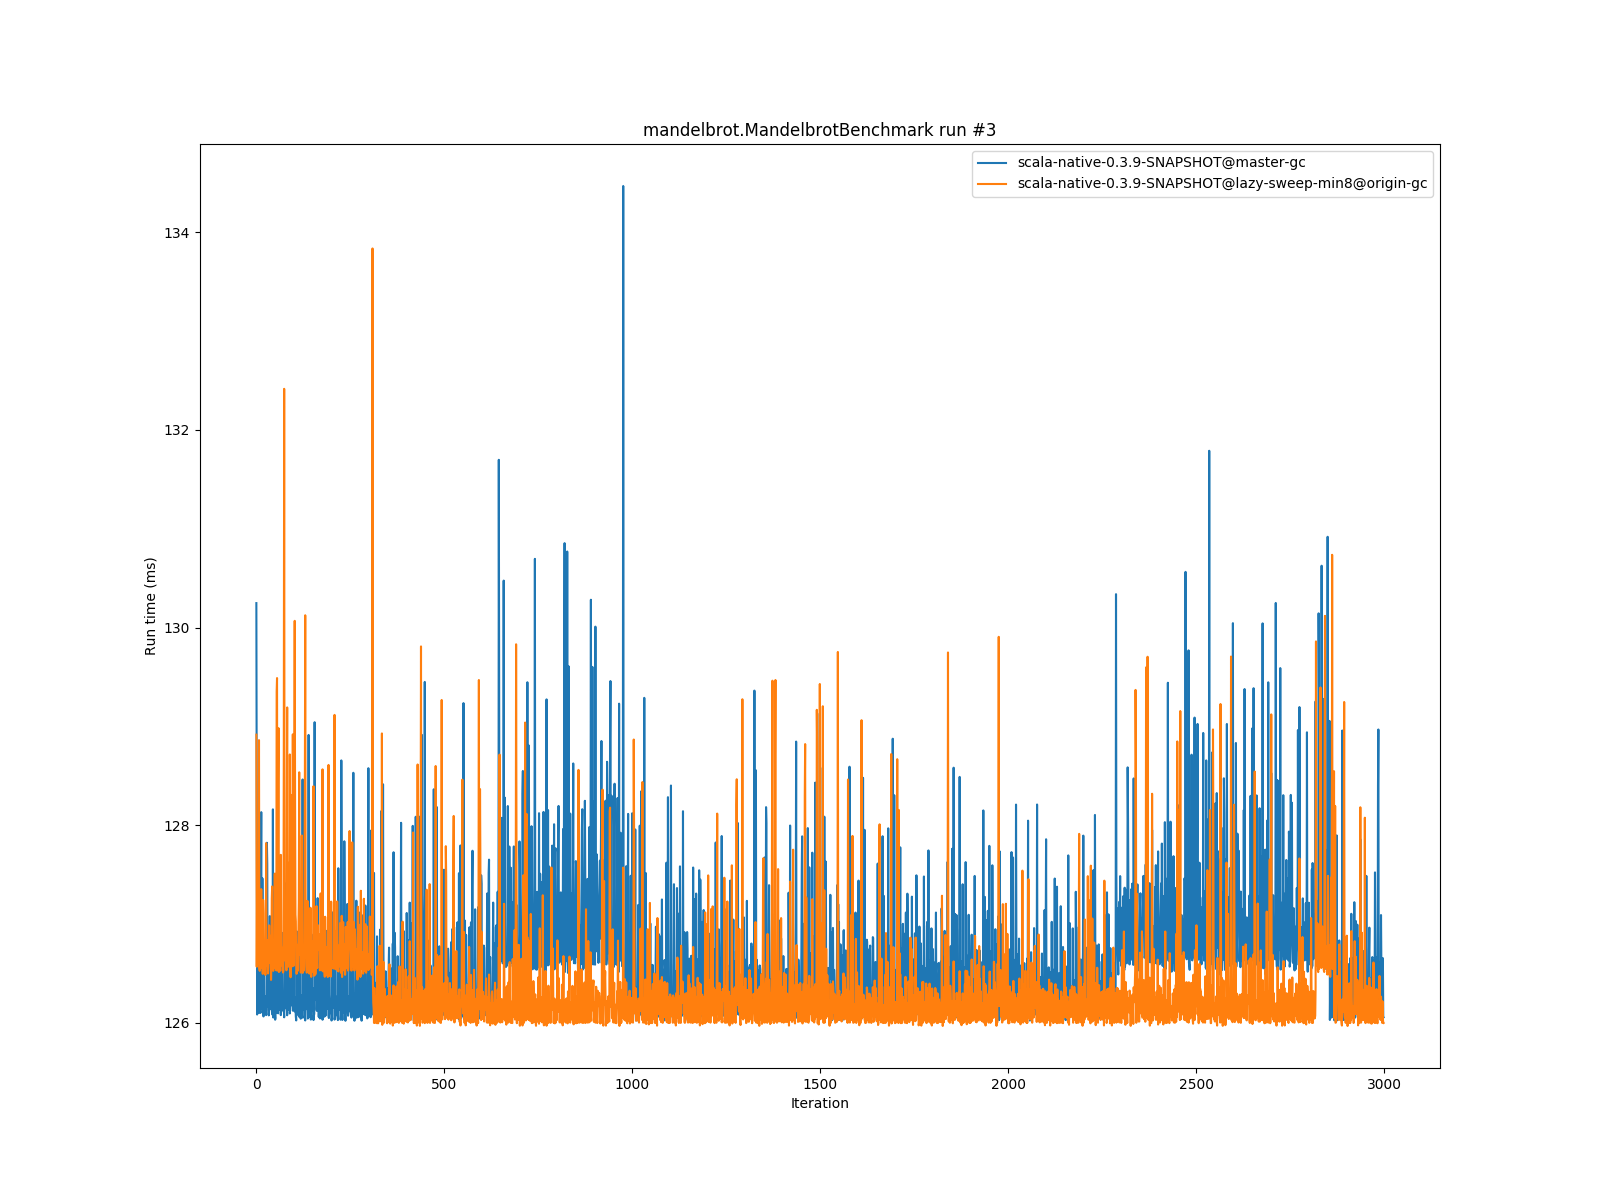 mandelbrot.MandelbrotBenchmark run #3
scala-native-0.3.9-SNAPSHOT@master-gc
scala-native-0.3.9-SNAPSHOT@lazy-sweep-min8@origin-gc
134
132
130
128
126
Run time (ms)
0 500 1000 1500 2000 2500 3000
Iteration